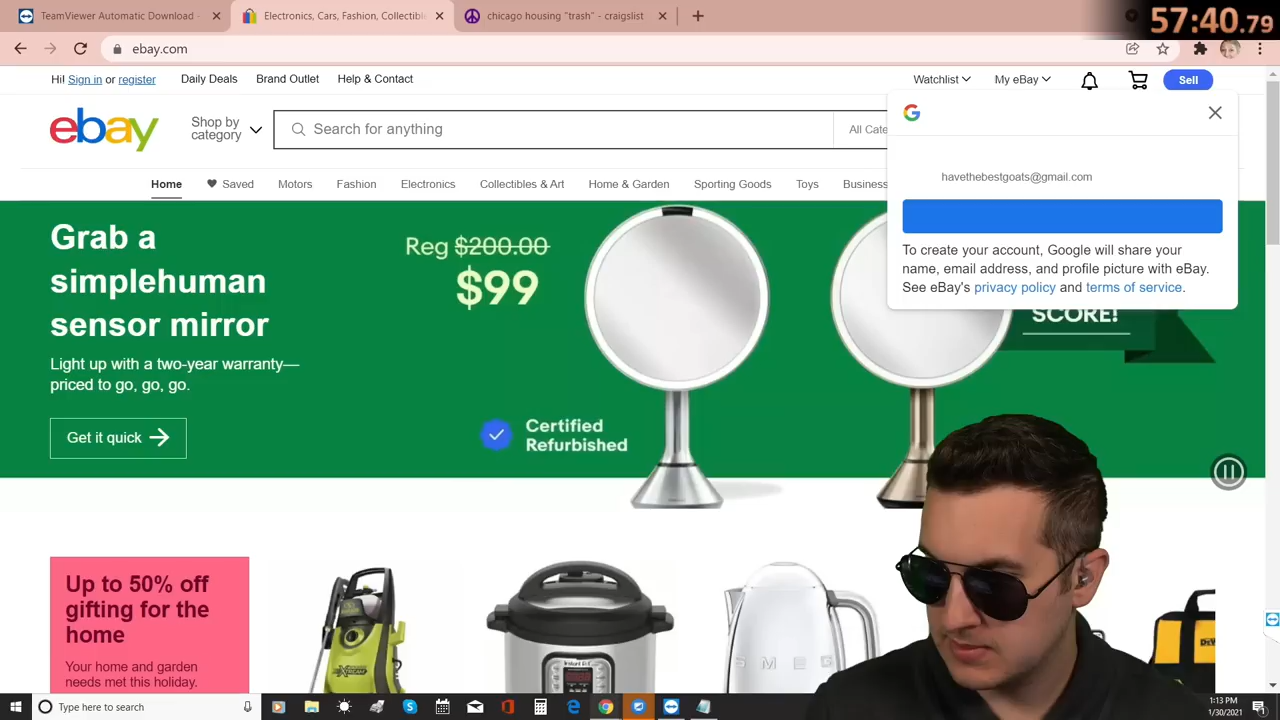 TeamViewer Automatic Download -
Electronics, Cars, Fashion, Collectible
chicago housing "trash" - craigslist
57:40.79
ebay.com
Hi! Sign in or register
Daily Deals
Brand Outlet
Help & Contact
Watchlist
My eBay
Sell
ebay
Shop by
category
Search for anything
All Cate
G
havethebestgoats@gmail.com
To create your account, Google will share your
name, email address, and profile picture with eBay.
See eBay's privacy policy and terms of service.
Home
Saved
Motors
Fashion
Electronics
Collectibles & Art
Home & Garden
Sporting Goods
Toys
Business
Grab a
simplehuman
sensor mirror
Light up with a two-year warranty—
priced to go, go, go.
Get it quick
Reg $200.00
$99
Certified
Refurbished
SCORE!
Up to 50% off
gifting for the
home
Your home and garden
needs met this holiday.
Instant Pot
SMEG
DEWA
Type here to search
1:13 PM
1/30/2021
1